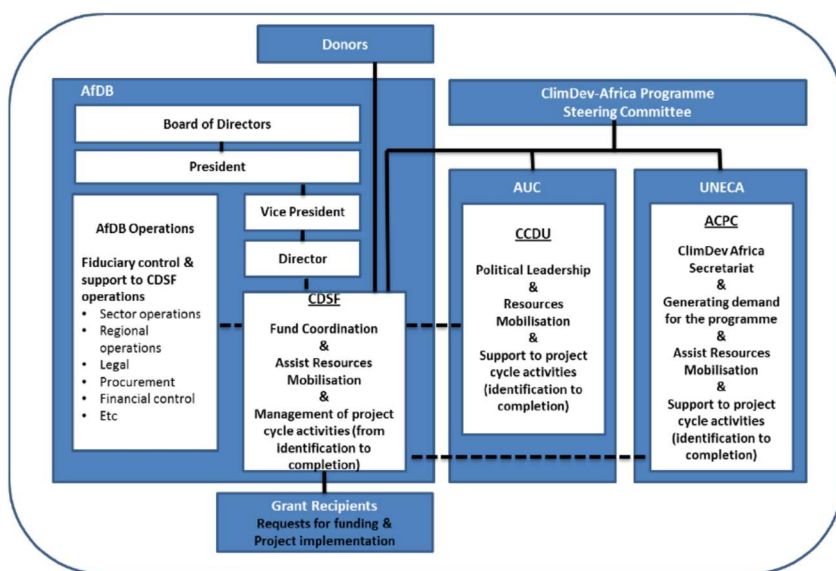 Donors
AfDB
ClimDev-Africa Programme
Steering Committee
Board of Directors
President
Vice President
Director
AfDB Operations
Fiduciary control &
support to CDSF
operations
• Sector operations
• Regional
operations
• Legal
• Procurement
• Financial control
• Etc
CDSF
Fund Coordination
&
Assist Resources
Mobilisation
&
Management of project
cycle activities (from
identification to
completion)
AUC
CCDU
Political Leadership
&
Resources
Mobilisation
&
Support to project
cycle activities
(identification to
completion)
UNECA
ACPC
ClimDev Africa
Secretariat
&
Generating demand
for the programme
&
Assist Resources
Mobilisation
&
Support to project
cycle activities
(identification to
completion)
Grant Recipients
Requests for funding &
Project implementation